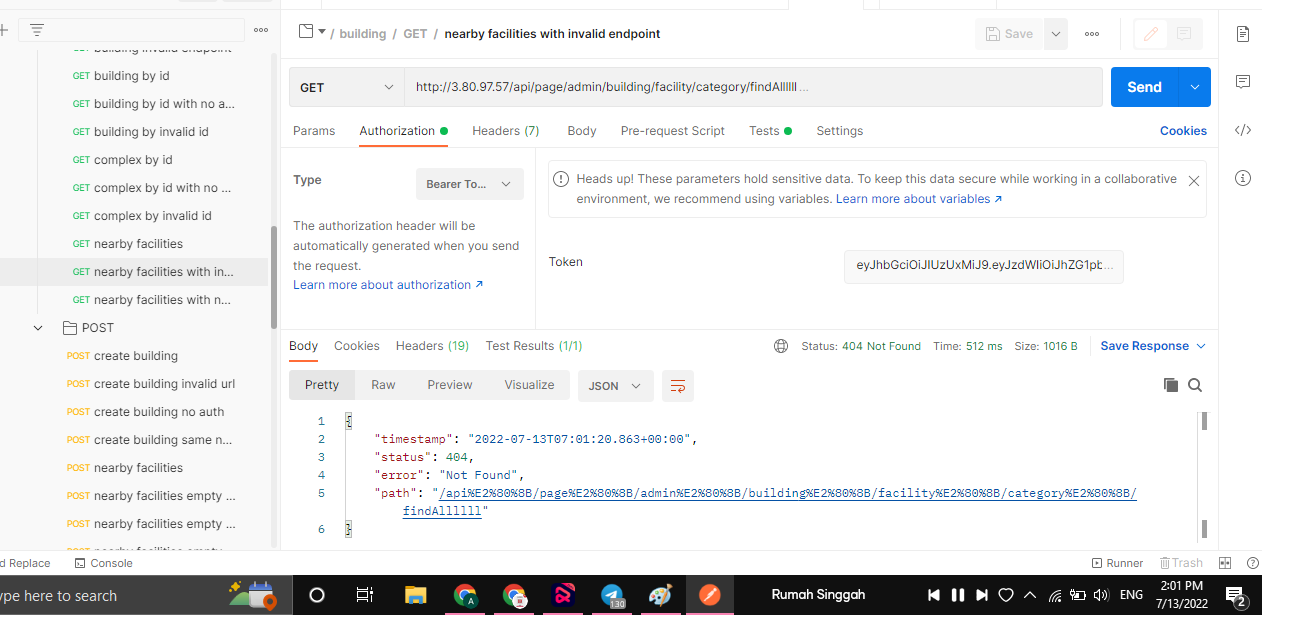 / building / GET / nearby facilities with invalid endpoint
Save
building invalid endpoint
GET building by id
GET building by id with no a...
GET building by invalid id
GET complex by id
GET complex by id with no ...
GET complex by invalid id
GET nearby facilities
GET nearby facilities with in...
GET nearby facilities with n...
POST
POST create building
POST create building invalid url
POST create building no auth
POST create building same n...
POST nearby facilities
POST nearby facilities empty ...
POST nearby facilities empty ...
GET
http://3.80.97.57/api/page/admin/building/facility/category/findAllllll ...
Send
Params Authorization Headers (7) Body Pre-request Script Tests Settings Cookies
Type
Bearer To...
Heads up! These parameters hold sensitive data. To keep this data secure while working in a collaborative
environment, we recommend using variables. Learn more about variables
The authorization header will be
automatically generated when you send
the request.
Learn more about authorization
Token
eyJhbGciOiJIUzUxMiJ9.eyJzdWIiOiJhZG1pb...
Body Cookies Headers (19) Test Results (1/1)
Status: 404 Not Found Time: 512 ms Size: 1016 B Save Response
Pretty Raw Preview Visualize JSON
1 {
2 "timestamp": "2022-07-13T07:01:20.863+00:00",
3 "status": 404,
4 "error": "Not Found",
5 "path": "/api%E2%80%8B/page%E2%80%8B/admin%E2%80%8B/building%E2%80%8B/facility%E2%80%8B/category%E2%80%8B/
findAllllll"
6 }
d Replace Console Runner Trash
ype here to search
130
Rumah Singgah
ENG
2:01 PM
7/13/2022
2